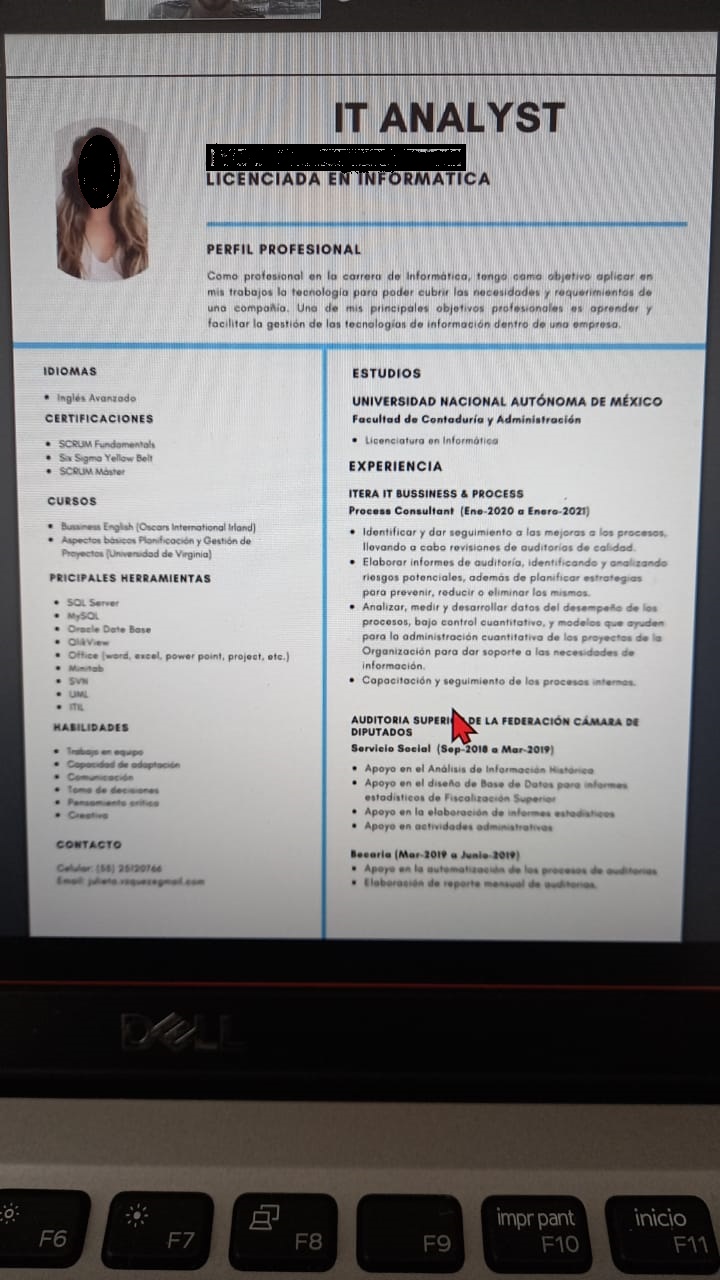 IT ANALYST
LICENCIADA EN INFORMATICA
PERFIL PROFESIONAL
Como profesional en la carrera de Informática, tengo como objetivo aplicar en
mis trabajos la tecnología para poder cubrir las necesidades y requerimientos de
una compañía. Uno de mis principales objetivos profesionales es aprender y
facilitar la gestión de las tecnologías de información dentro de una empresa.
IDIOMAS
• Inglés Avanzado
CERTIFICACIONES
• SCRUM Fundamentals
• Six Sigma Yellow Belt
• SCRUM Máster
CURSOS
• Bussiness English (Oscars International Irland)
• Aspectos básicos Planificación y Gestión de
Proyectos (Universidad de Virginia)
PRICIPALES HERRAMIENTAS
• SQL Server
• MySQL
• Oracle Date Base
• QlikView
• Office (word, excel, power point, project, etc.)
• Minitab
• SVN
• UML
• ITIL
HABILIDADES
• Trabajo en equipo
• Capacidad de adaptación
• Comunicación
• Toma de decisiones
• Pensamiento crítico
• Creativa
CONTACTO
Celular: (55) 25120766
Email:
ESTUDIOS
UNIVERSIDAD NACIONAL AUTÓNOMA DE MÉXICO
Facultad de Contaduría y Administración
• Licenciatura en Informática
EXPERIENCIA
ITERA IT BUSSINESS & PROCESS
Process Consultant (Ene-2020 a Enero-2021)
• Identificar y dar seguimiento a las mejoras a los procesos,
llevando a cabo revisiones de auditorías de calidad.
• Elaborar informes de auditoría, identificando y analizando
riesgos potenciales, además de planificar estrategias
para prevenir, reducir o eliminar los mismos.
• Analizar, medir y desarrollar datos del desempeño de los
procesos, bajo control cuantitativo, y modelos que ayuden
para la administración cuantitativa de los proyectos de la
Organización para dar soporte a las necesidades de
información.
• Capacitación y seguimiento de los procesos internos.
AUDITORIA DE LA FEDERACIÓN CÁMARA DE
DIPUTADOS
Servicio Social (Sep-2018 a Mar-2019)
• Apoyo en el Análisis de Información Histórica
• Apoyo en el diseño de Base de Datos para informes
estadísticos de Fiscalización Superior
• Apoyo en la elaboración de informes estadísticos
• Apoyo en actividades administrativas
Becaria (Mar-2019 a Junio-2019)
• Apoyo en la automatización de los procesos de auditorias
• Elaboración de reporte mensual de auditorías.
DELL
F6
F7
F8
F9
impr pant
F10
inicio
F11